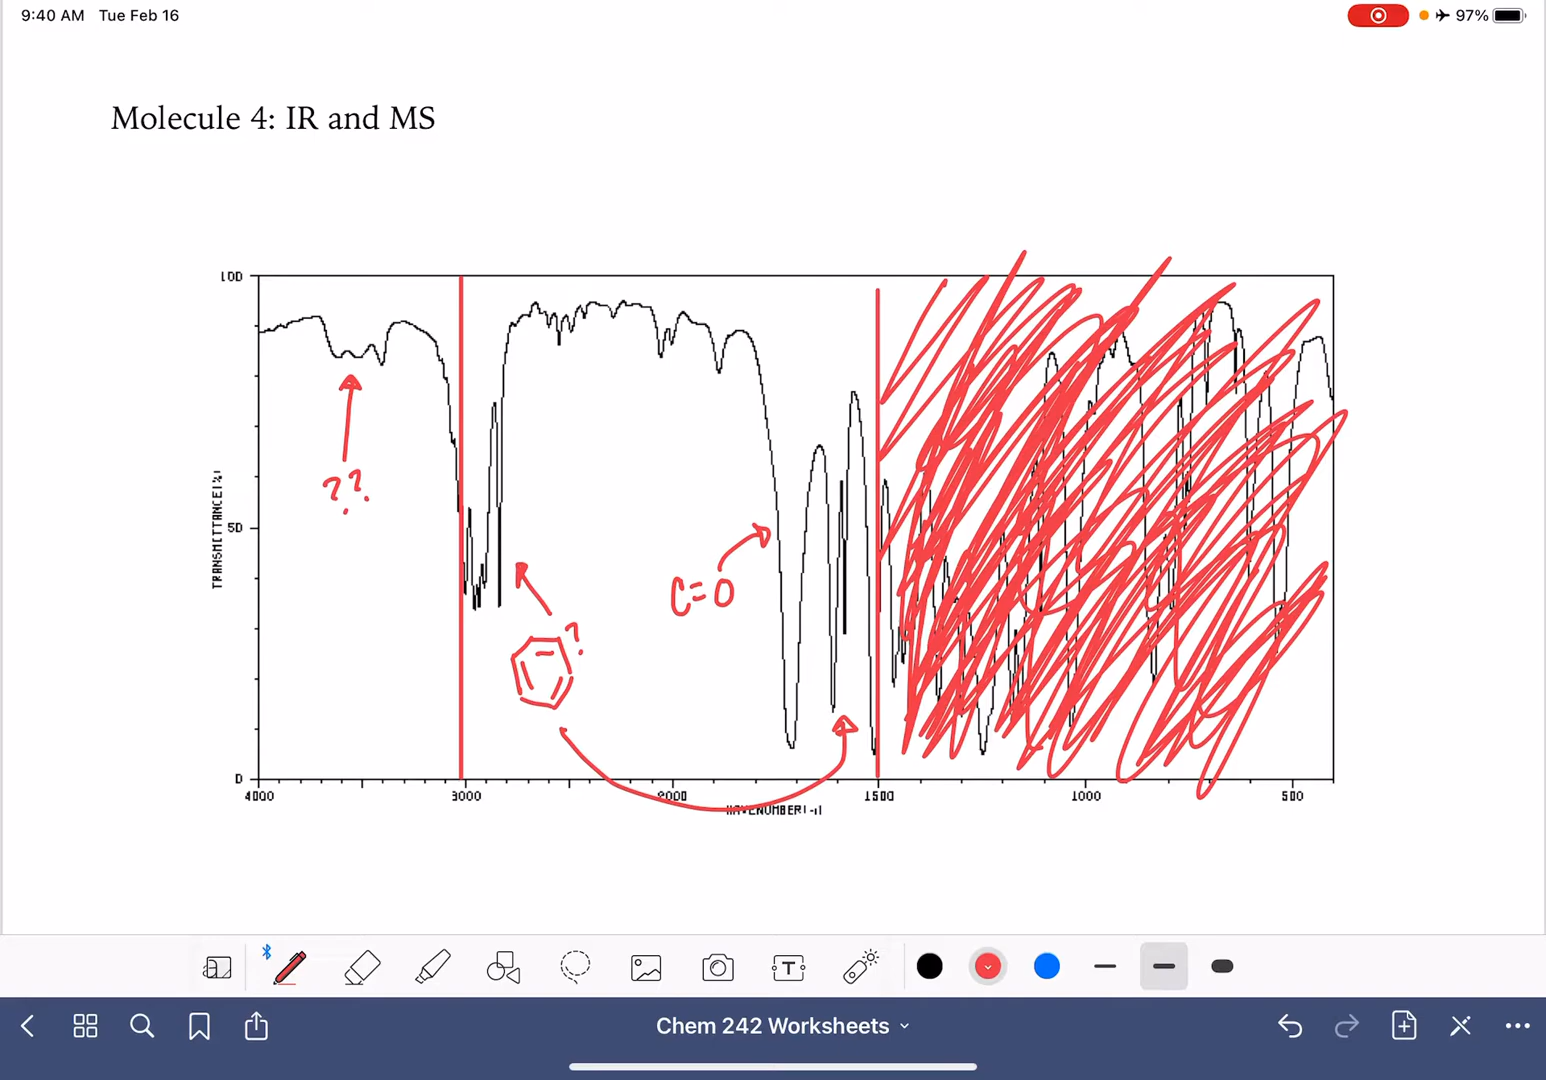 9:40 AM Tue Feb 16
97%
Molecule 4: IR and MS
100
50
0
TRANSMITTANCE(%)
??
C=O
?
4000 3000 2000 1500 1000 500
T
Chem 242 Worksheets